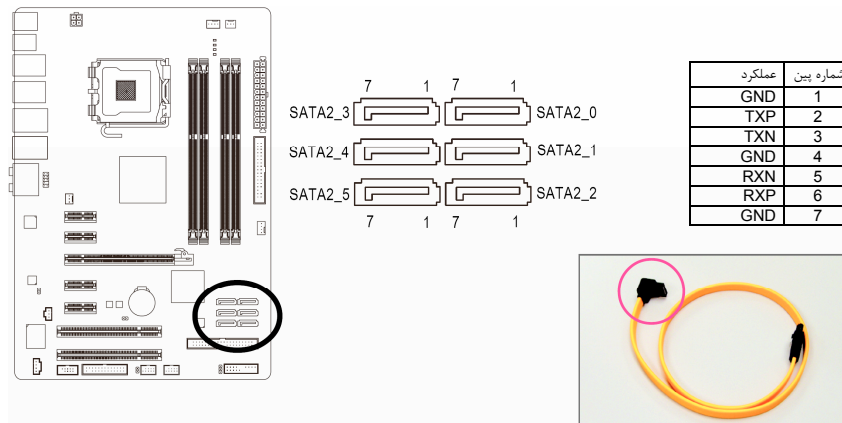 7 1 7 1
SATA2_3 SATA2_0
SATA2_4 SATA2_1
SATA2_5 SATA2_2
7 1 7 1
شماره پین عملکرد
GND 1
TXP 2
TXN 3
GND 4
RXN 5
RXP 6
GND 7